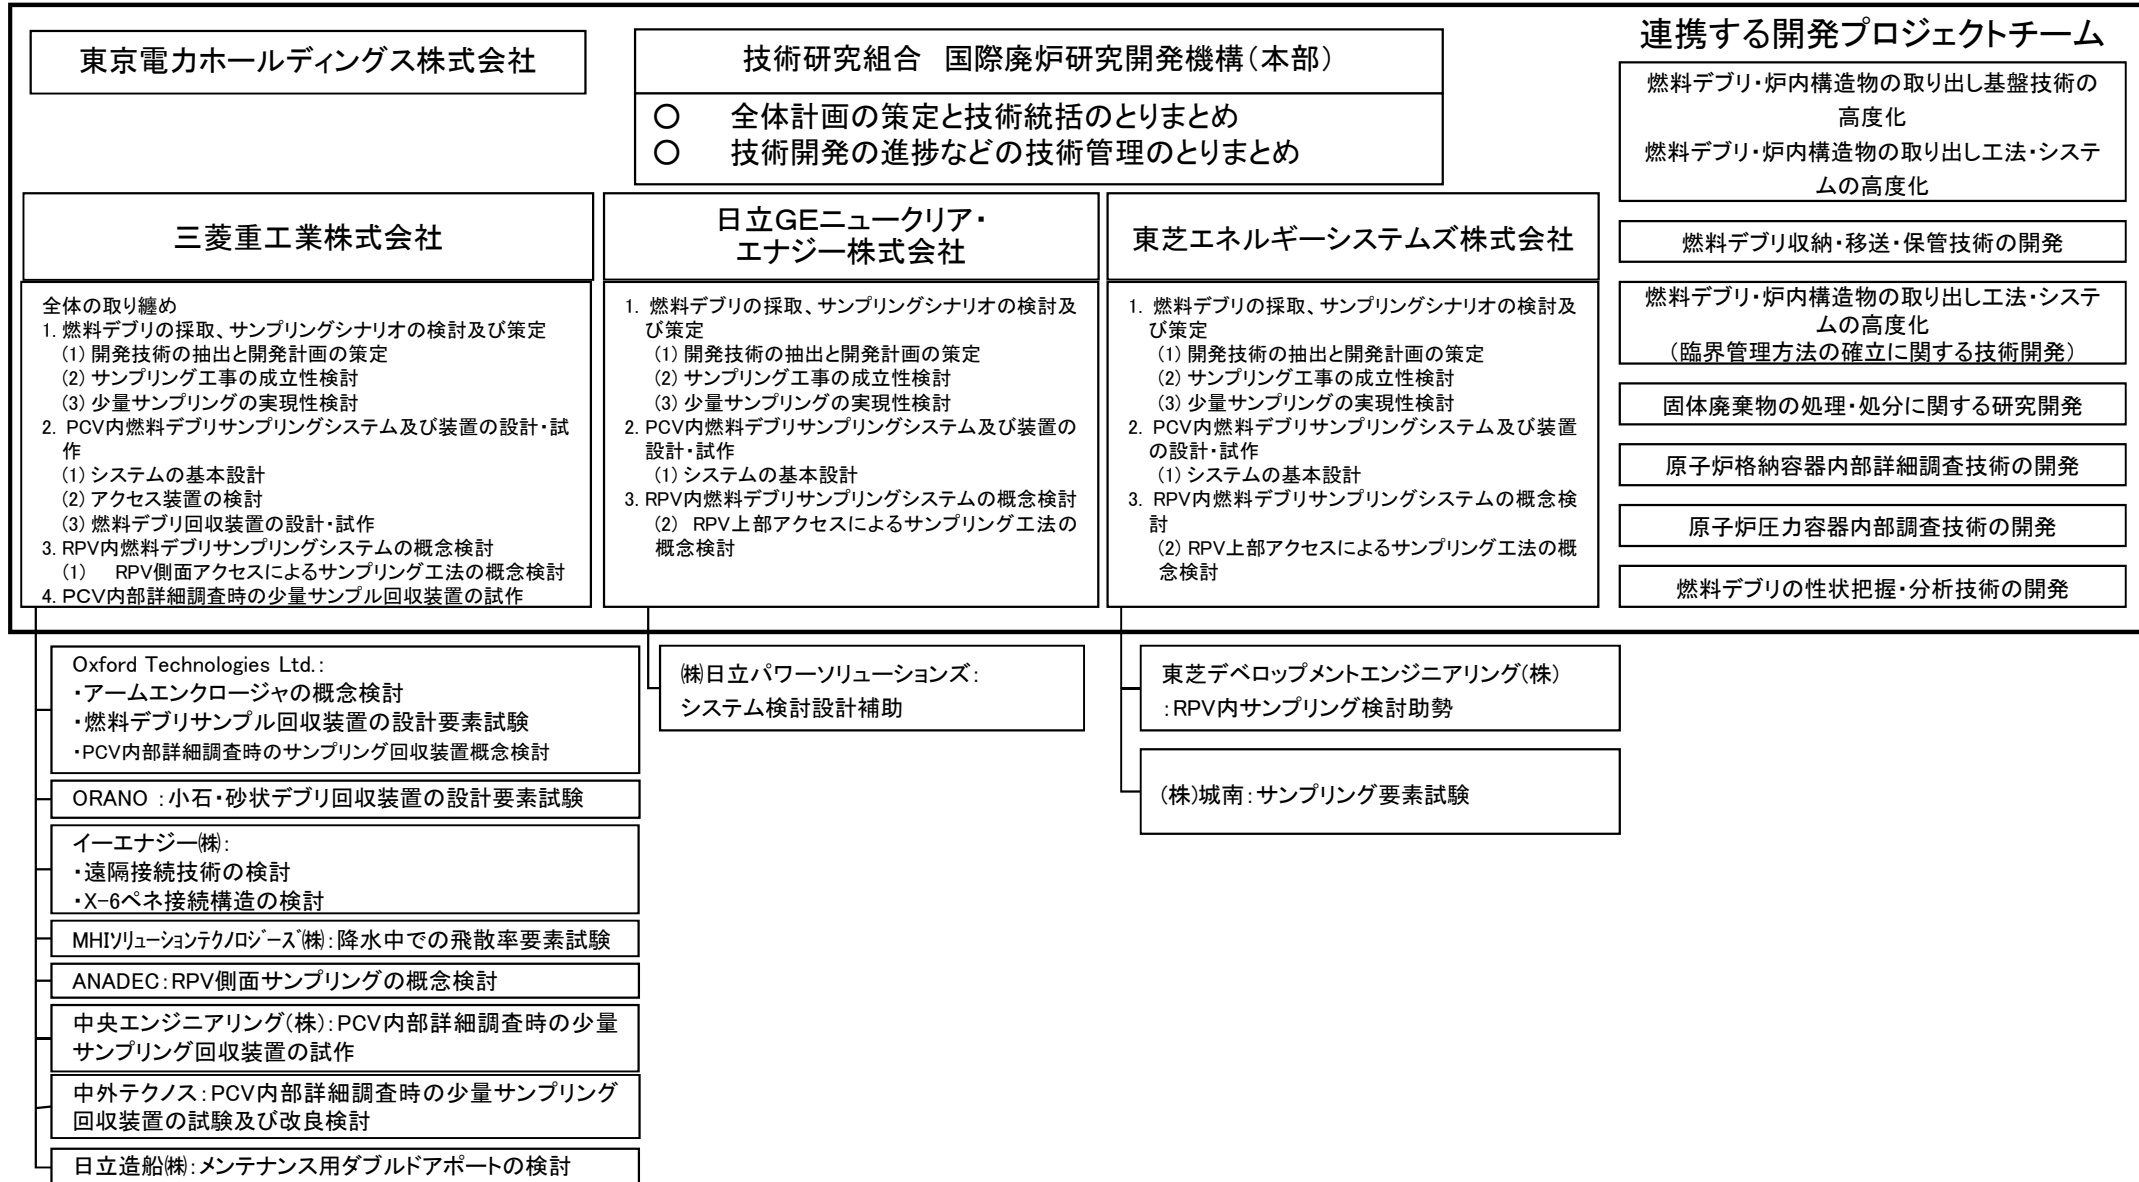 東京電力ホールディングス株式会社
技術研究組合　国際廃炉研究開発機構（本部）
○　全体計画の策定と技術統括のとりまとめ
○　技術開発の進捗などの技術管理のとりまとめ
三菱重工業株式会社
全体の取り纏め
1. 燃料デブリの採取、サンプリングシナリオの検討及び策定
(1) 開発技術の抽出と開発計画の策定
(2) サンプリング工事の成立性検討
(3) 少量サンプリングの実現性検討
2. PCV内燃料デブリサンプリングシステム及び装置の設計・試
作
(1) システムの基本設計
(2) アクセス装置の検討
(3) 燃料デブリ回収装置の設計・試作
3. RPV内燃料デブリサンプリングシステムの概念検討
(1)　RPV側面アクセスによるサンプリング工法の概念検討
4. PCV内部詳細調査時の少量サンプル回収装置の試作
日立GEニュークリア・
エナジー株式会社
1. 燃料デブリの採取、サンプリングシナリオの検討及
び策定
(1) 開発技術の抽出と開発計画の策定
(2) サンプリング工事の成立性検討
(3) 少量サンプリングの実現性検討
2. PCV内燃料デブリサンプリングシステム及び装置の
設計・試作
(1) システムの基本設計
3. RPV内燃料デブリサンプリングシステムの概念検討
(2) RPV上部アクセスによるサンプリング工法の
概念検討
東芝エネルギーシステムズ株式会社
1. 燃料デブリの採取、サンプリングシナリオの検討及
び策定
(1) 開発技術の抽出と開発計画の策定
(2) サンプリング工事の成立性検討
(3) 少量サンプリングの実現性検討
2. PCV内燃料デブリサンプリングシステム及び装置
の設計・試作
(1) システムの基本設計
3. RPV内燃料デブリサンプリングシステムの概念検
討
(2) RPV上部アクセスによるサンプリング工法の概
念検討
連携する開発プロジェクトチーム
燃料デブリ・炉内構造物の取り出し基盤技術の
高度化
燃料デブリ・炉内構造物の取り出し工法・システ
ムの高度化
燃料デブリ収納・移送・保管技術の開発
燃料デブリ・炉内構造物の取り出し工法・システ
ムの高度化
（臨界管理方法の確立に関する技術開発）
固体廃棄物の処理・処分に関する研究開発
原子炉格納容器内部詳細調査技術の開発
原子炉圧力容器内部調査技術の開発
燃料デブリの性状把握・分析技術の開発
Oxford Technologies Ltd.:
・アームエンクロージャの概念検討
・燃料デブリサンプル回収装置の設計要素試験
・PCV内部詳細調査時のサンプリング回収装置概念検討
ORANO ：小石・砂状デブリ回収装置の設計要素試験
イーエナジー㈱：
・遠隔接続技術の検討
・X-6ペネ接続構造の検討
MHIソリューションテクノロジーズ㈱：降水中での飛散率要素試験
ANADEC：RPV側面サンプリングの概念検討
中央エンジニアリング（株）：PCV内部詳細調査時の少量
サンプリング回収装置の試作
中外テクノス：PCV内部詳細調査時の少量サンプリング
回収装置の試験及び改良検討
日立造船㈱：メンテナンス用ダブルドアポートの検討
㈱日立パワーソリューションズ：
システム検討設計補助
東芝デベロップメントエンジニアリング（株）
：RPV内サンプリング検討助勢
（株）城南：サンプリング要素試験